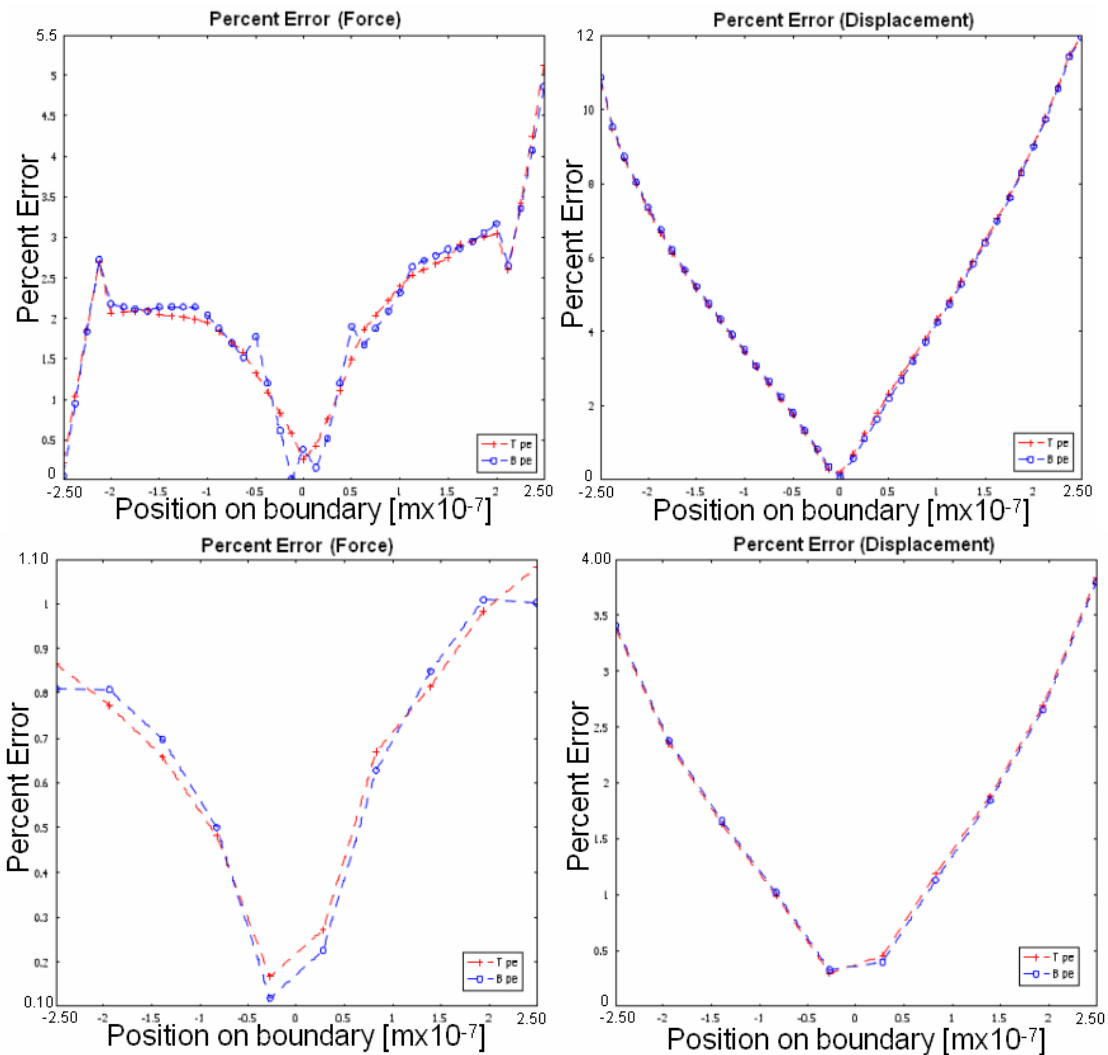 Percent Error (Force)
5.5
5
4.5
4
3.5
3
2.5
2
1.5
1
0.5
0
Percent Error
-2.50 -2 -1.5 -1 -0.5 0 0.5 1 1.5 2 2.50
Position on boundary [mx10-7]
T pe
B pe
Percent Error (Displacement)
12
10
8
6
4
2
0
Percent Error
-2.50 -2 -1.5 -1 -0.5 0 0.5 1 1.5 2 2.50
Position on boundary [mx10-7]
T pe
B pe
Percent Error (Force)
1.10
1
0.9
0.8
0.7
0.6
0.5
0.4
0.3
0.2
0.10
Percent Error
-2.50 -2 -1.5 -1 -0.5 0 0.5 1 1.5 2 2.50
Position on boundary [mx10-7]
T pe
B pe
Percent Error (Displacement)
4.00
3.5
3
2.5
2
1.5
1
0.5
0
Percent Error
-2.50 -2 -1.5 -1 -0.5 0 0.5 1 1.5 2 2.50
Position on boundary [mx10-7]
T pe
B pe